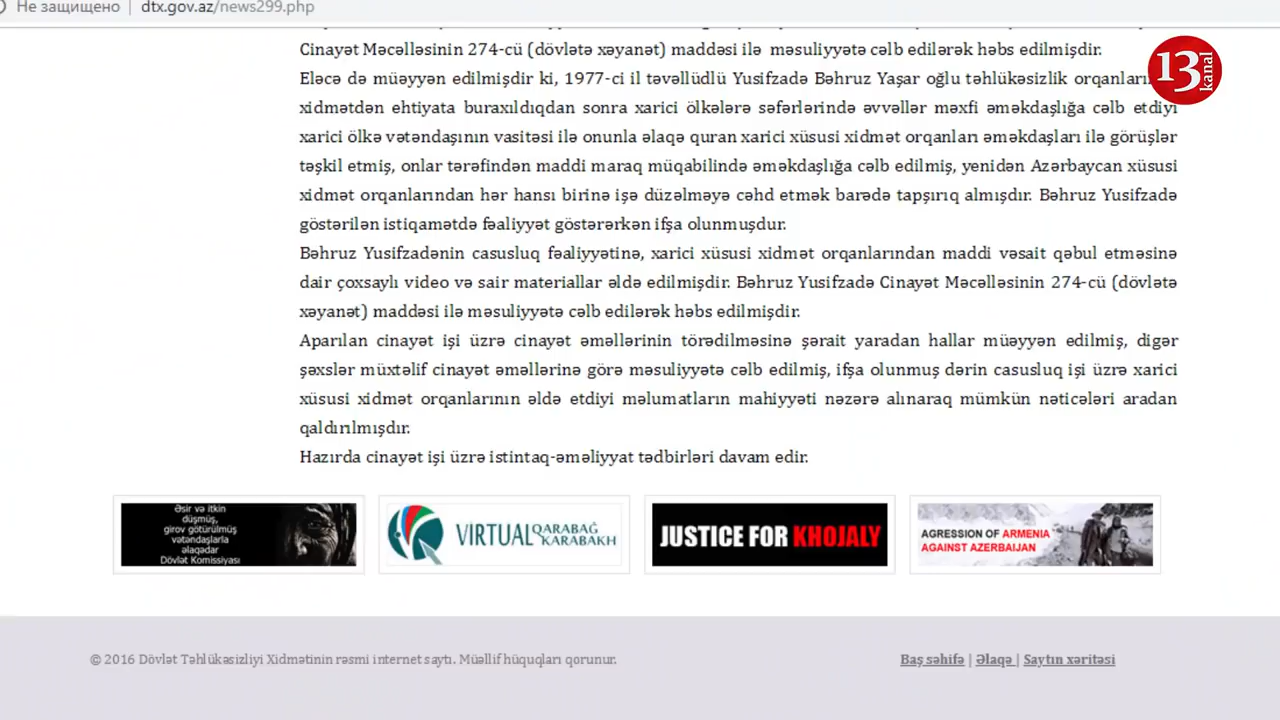 Не защищено | dtx.gov.az/news299.php
Cinayət Məcəlləsinin 274-cü (dövlətə xəyanət) maddəsi ilə məsuliyyətə cəlb edilərək həbs edilmişdir.
13 kanal
Eləcə də müəyyən edilmişdir ki, 1977-ci il təvəllüdlü Yusifzadə Bəhruz Yaşar oğlu təhlükəsizlik
xidmətdən ehtiyata buraxıldıqdan sonra xarici ölkələrə səfərlərində əvvəllər məxfi əməkdaşlığa cəlb etdiyi
xarici ölkə vətəndaşının vasitəsi ilə onunla əlaqə quran xarici xüsusi xidmət orqanları əməkdaşları ilə görüşlər
təşkil etmiş, onlar tərəfindən maddi maraq müqabilində əməkdaşlığa cəlb edilmiş, yenidən Azərbaycan xüsusi
xidmət orqanlarından hər hansı birinə işə düzəlməyə cəhd etmək barədə tapşırıq almışdır. Bəhruz Yusifzadə
göstərilən istiqamətdə fəaliyyət göstərərkən ifşa olunmuşdur.
Bəhruz Yusifzadənin casusluq fəaliyyətinə, xarici xüsusi xidmət orqanlarından maddi vəsait qəbul etməsinə
dair çoxsaylı video və sair materiallar əldə edilmişdir. Bəhruz Yusifzadə Cinayət Məcəlləsinin 274-cü (dövlətə
xəyanət) maddəsi ilə məsuliyyətə cəlb edilərək həbs edilmişdir.
Aparılan cinayət işi üzrə cinayət əməllərinin törədilməsinə şərait yaradan hallar müəyyən edilmiş, digər
şəxslər müxtəlif cinayət əməllərinə görə məsuliyyətə cəlb edilmiş, ifşa olunmuş dərin casusluq işi üzrə xarici
xüsusi xidmət orqanlarının əldə etdiyi məlumatların mahiyyəti nəzərə alınaraq mümkün nəticələri aradan
qaldırılmışdır.
Hazırda cinayət işi üzrə istintaq-əməliyyat tədbirləri davam edir.
Əsir və itkin
düşmüş,
girov götürülmüş
vətəndaşlarla
əlaqədar
Dövlət Komissiyası
VIRTUAL QARABAĞ
KARABAKH
JUSTICE FOR KHOJALY
AGRESSION OF ARMENIA
AGAINST AZERBAIJAN
© 2016 Dövlət Təhlükəsizliyi Xidmətinin rəsmi internet saytı. Müəllif hüquqları qorunur.
Baş səhifə | Əlaqə | Saytın xəritəsi